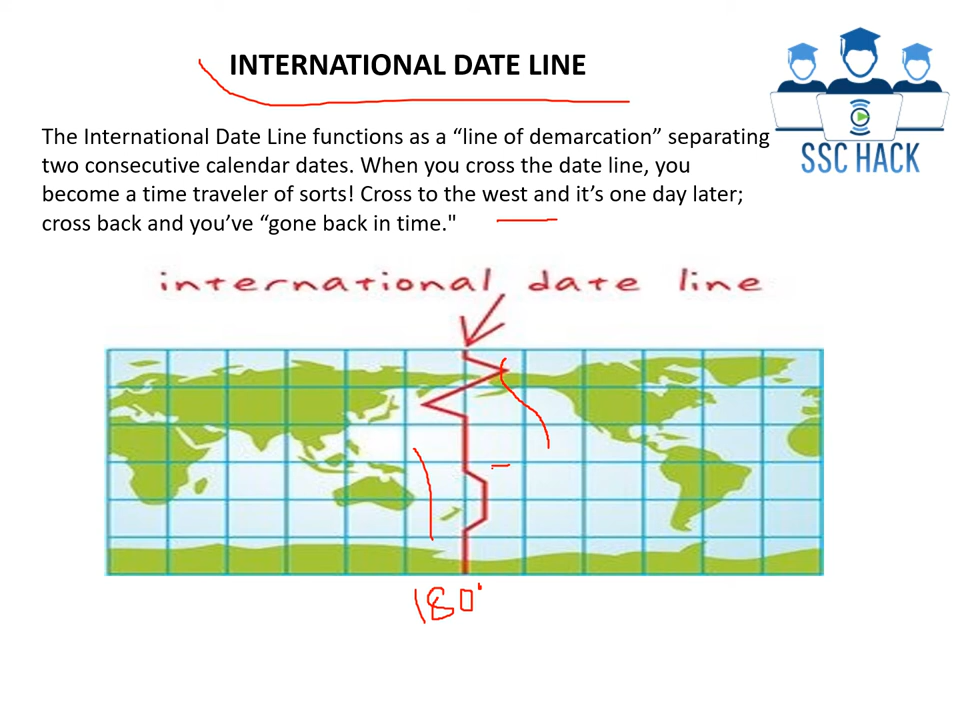 INTERNATIONAL DATE LINE
The International Date Line functions as a “line of demarcation” separating
two consecutive calendar dates. When you cross the date line, you
become a time traveler of sorts! Cross to the west and it’s one day later;
cross back and you’ve “gone back in time."
SSC HACK
international date line
180°